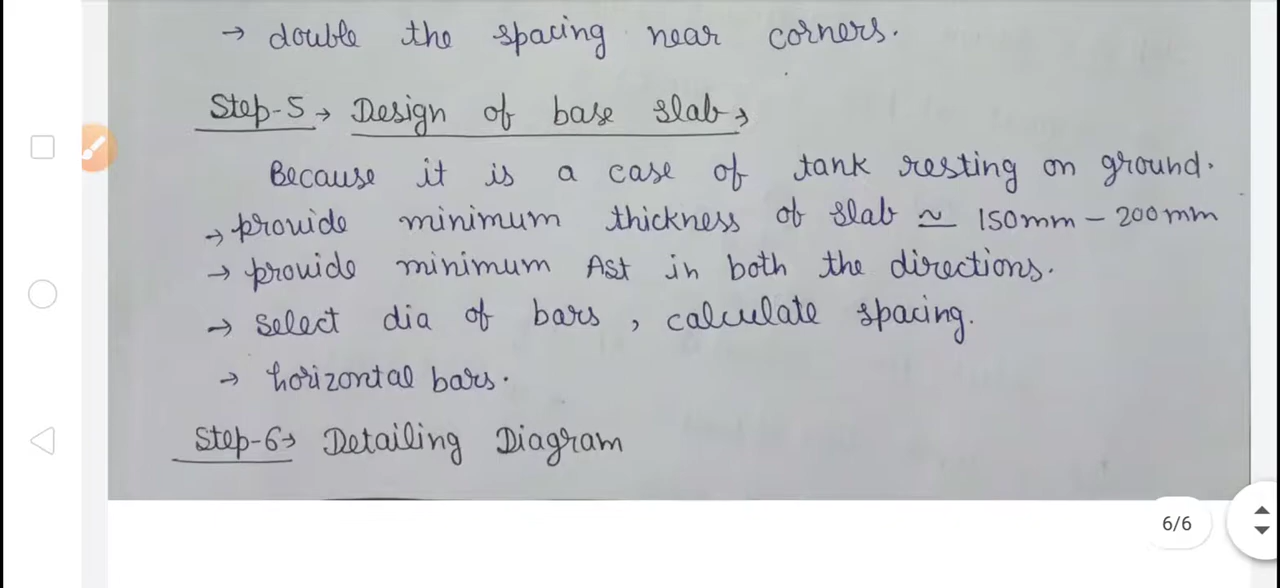 → double the spacing near corners.
Step-5 → Design of base slab →
Because it is a case of tank resting on ground.
→ provide minimum thickness of slab ≃ 150mm – 200mm
→ provide minimum Ast in both the directions.
→ Select dia of bars, calculate spacing.
→ horizontal bars.
Step-6 → Detailing Diagram
6/6